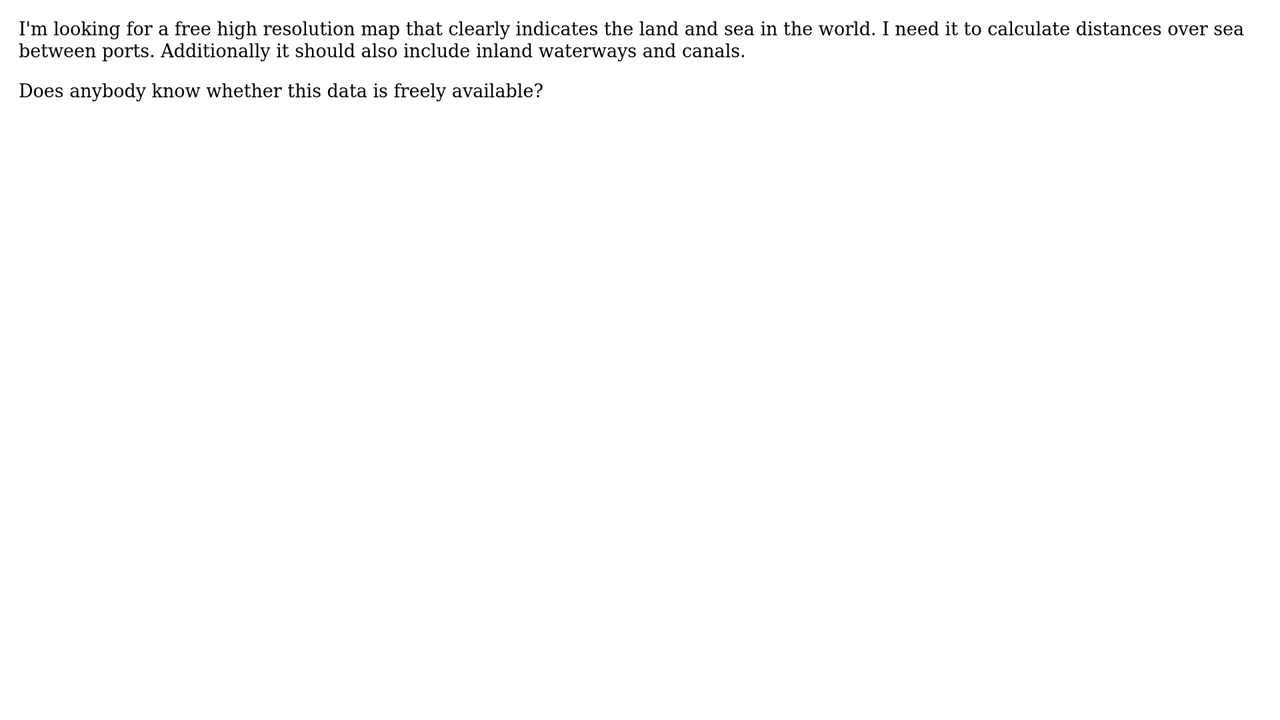 I'm looking for a free high resolution map that clearly indicates the land and sea in the world. I need it to calculate distances over sea
between ports. Additionally it should also include inland waterways and canals.
Does anybody know whether this data is freely available?